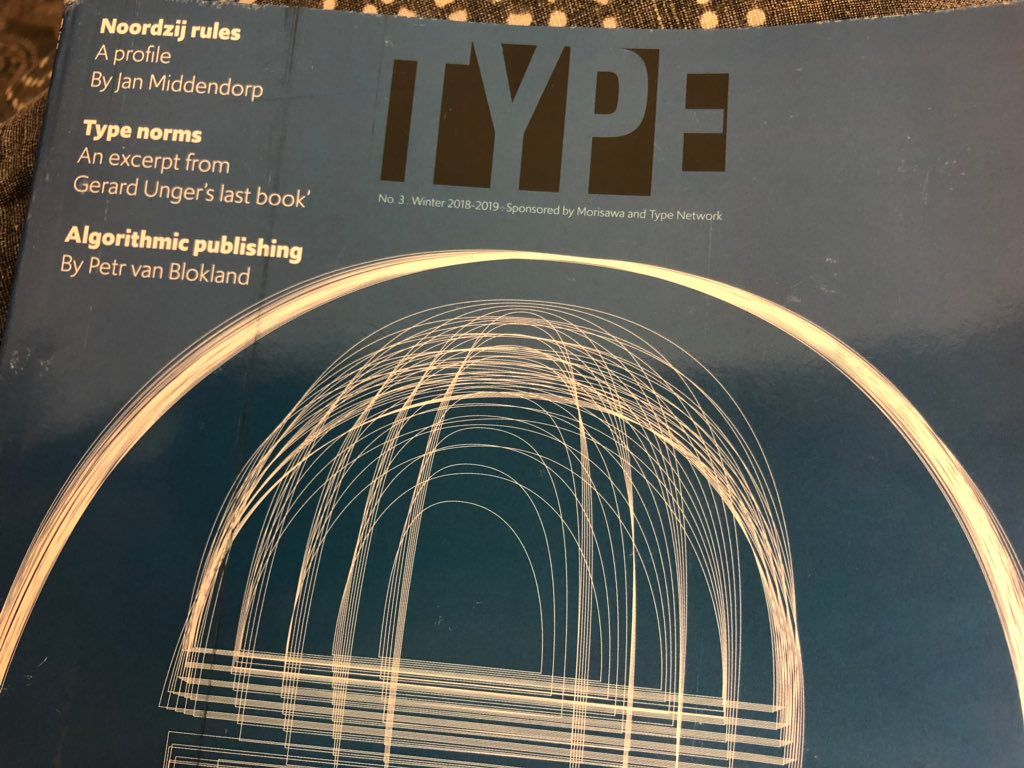 Noordzij rules
A profile
By Jan Middendorp
Type norms
An excerpt from
Gerard Unger's last book'
Algorithmic publishing
By Petr van Blokland
TYPE
No. 3 . Winter 2018-2019 . Sponsored by Morisawa and Type Network